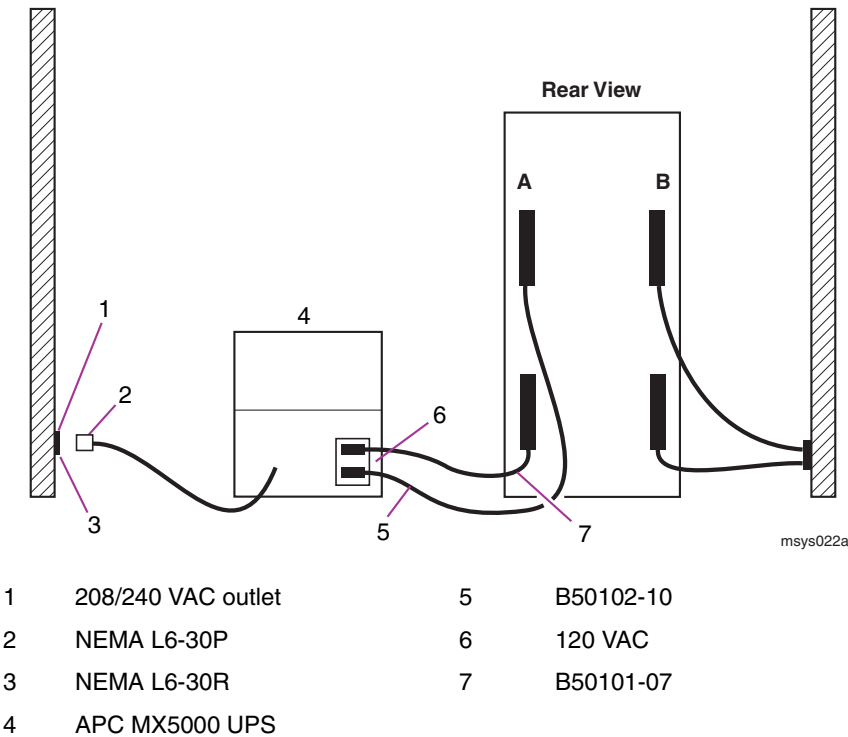 Rear View
A B
1
4
2
6
3
5
7
msys022a
1 208/240 VAC outlet 5 B50102-10
2 NEMA L6-30P 6 120 VAC
3 NEMA L6-30R 7 B50101-07
4 APC MX5000 UPS